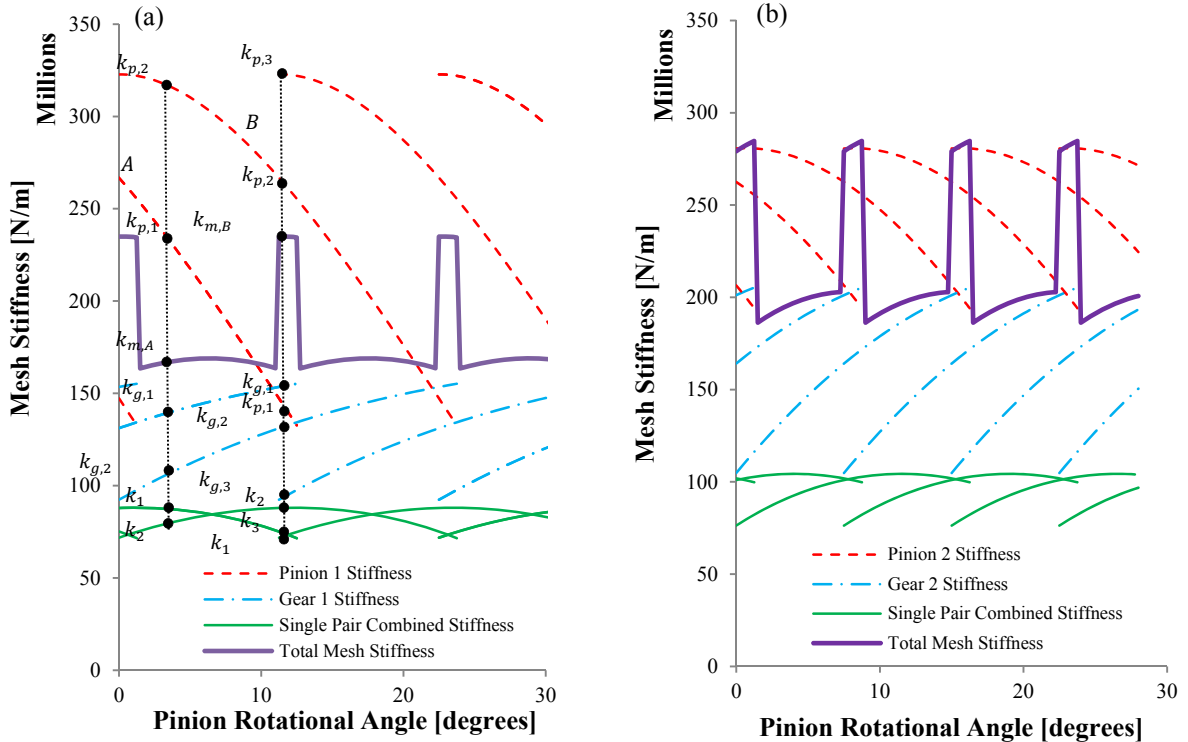 (a)
Millions
Mesh Stiffness [N/m]
350
300
250
200
150
100
50
0
0
10
20
30
Pinion Rotational Angle [degrees]
k_{p,2}
k_{p,3}
A
B
k_{p,2}
k_{p,1}
k_{m,B}
k_{m,A}
k_{g,1}
k_{g,1}
k_{g,2}
k_{p,1}
k_{g,2}
k_{g,3}
k_1
k_2
k_2
k_3
k_1
Pinion 1 Stiffness
Gear 1 Stiffness
Single Pair Combined Stiffness
Total Mesh Stiffness
(b)
Millions
Mesh Stiffness [N/m]
350
300
250
200
150
100
50
0
0
10
20
30
Pinion Rotational Angle [degrees]
Pinion 2 Stiffness
Gear 2 Stiffness
Single Pair Combined Stiffness
Total Mesh Stiffness